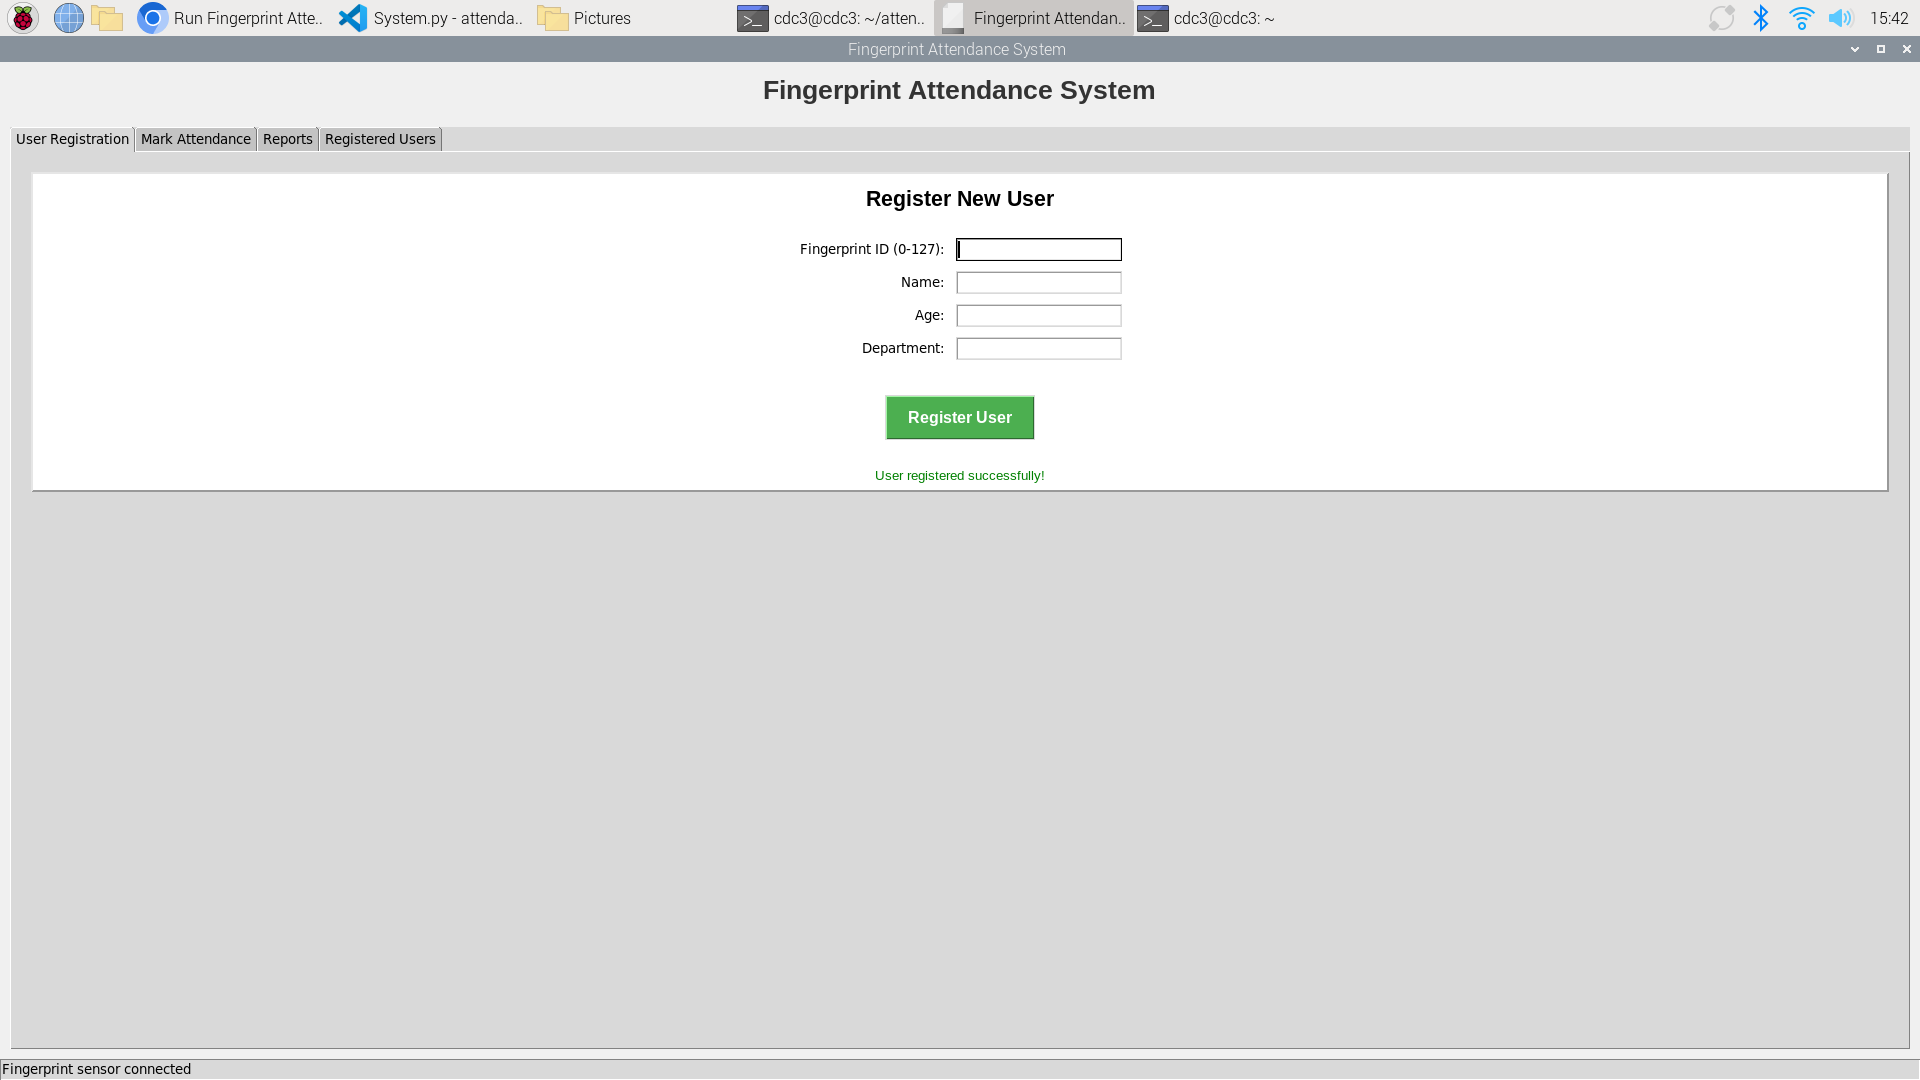 Run Fingerprint Atte.. System.py - attenda.. Pictures cdc3@cdc3: ~/atten.. Fingerprint Attendan.. cdc3@cdc3: ~ 15:42
Fingerprint Attendance System
Fingerprint Attendance System
User Registration Mark Attendance Reports Registered Users
Register New User
Fingerprint ID (0-127):
Name:
Age:
Department:
Register User
User registered successfully!
Fingerprint sensor connected